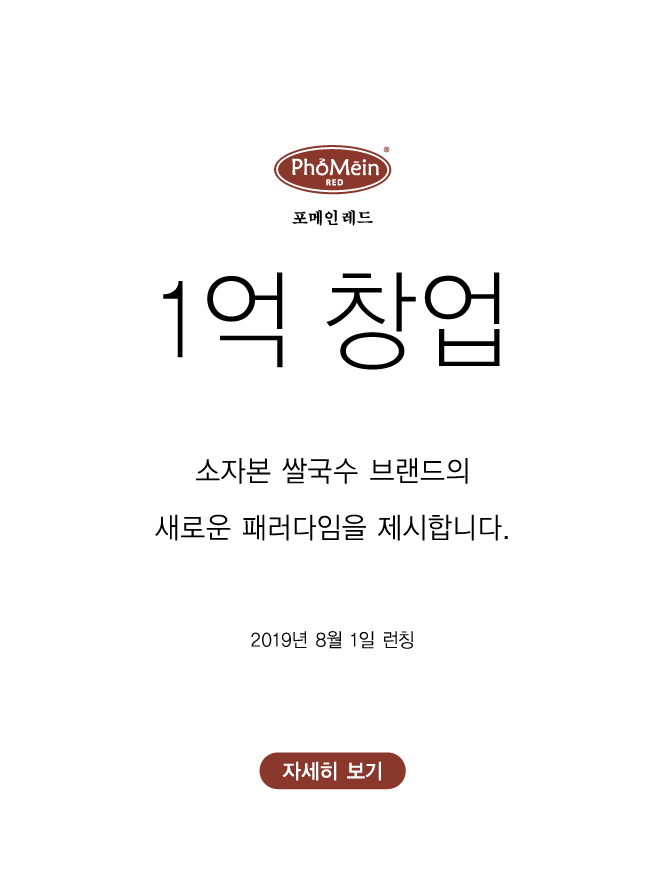 PhởMēin®
RED
포메인 레드
1억 창업
소자본 쌀국수 브랜드의
새로운 패러다임을 제시합니다.
2019년 8월 1일 런칭
자세히 보기